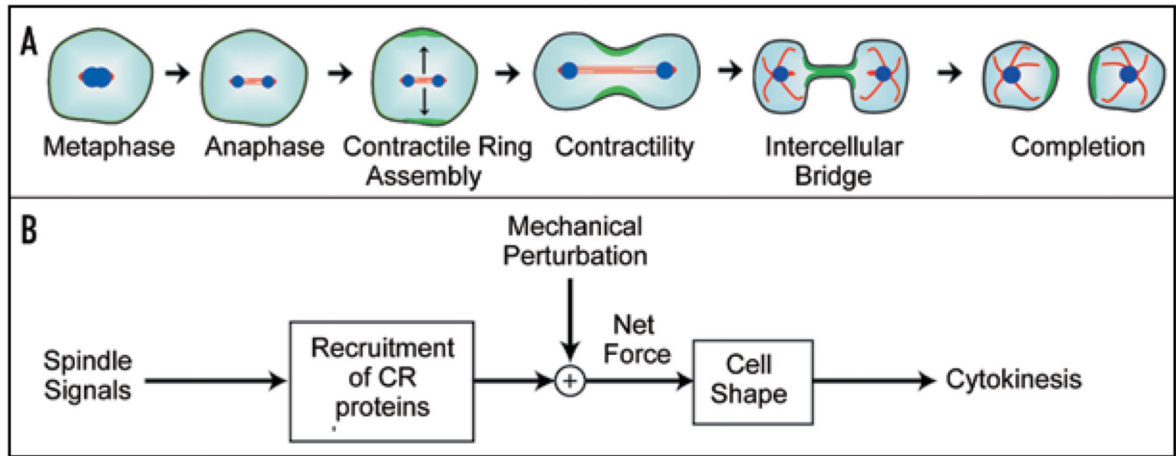 A
Metaphase
Anaphase
Contractile Ring
Assembly
Contractility
Intercellular
Bridge
Completion
B
Mechanical
Perturbation
Spindle
Signals
Recruitment
of CR
proteins
+
Net
Force
Cell
Shape
Cytokinesis